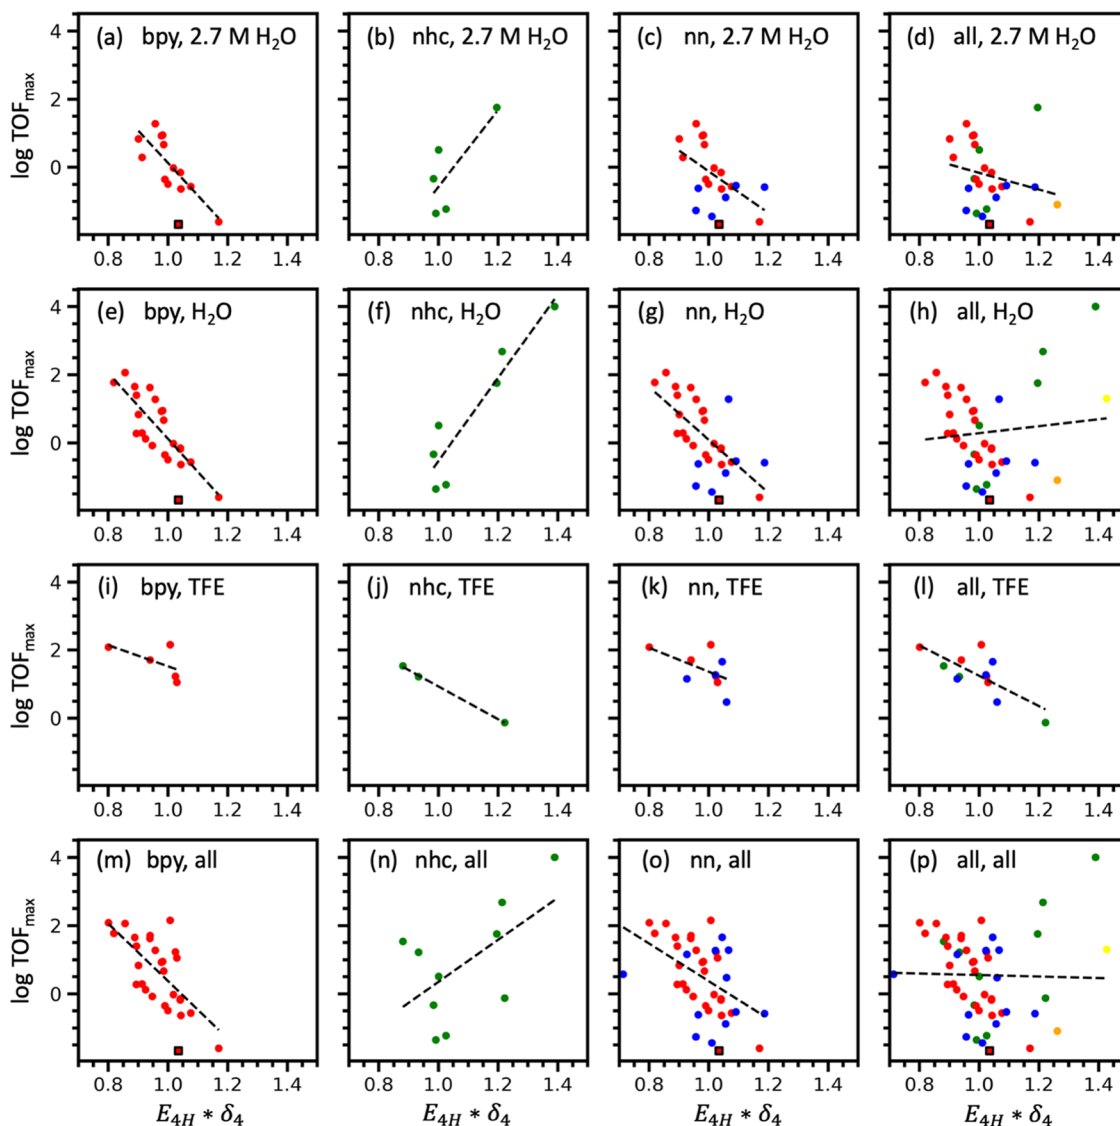 (a) bpy, 2.7 M H₂O
(b) nhc, 2.7 M H₂O
(c) nn, 2.7 M H₂O
(d) all, 2.7 M H₂O
log TOFmax
4
2
0
0.8 1.0 1.2 1.4
0.8 1.0 1.2 1.4
0.8 1.0 1.2 1.4
0.8 1.0 1.2 1.4
(e) bpy, H₂O
(f) nhc, H₂O
(g) nn, H₂O
(h) all, H₂O
log TOFmax
4
2
0
0.8 1.0 1.2 1.4
0.8 1.0 1.2 1.4
0.8 1.0 1.2 1.4
0.8 1.0 1.2 1.4
(i) bpy, TFE
(j) nhc, TFE
(k) nn, TFE
(l) all, TFE
log TOFmax
4
2
0
0.8 1.0 1.2 1.4
0.8 1.0 1.2 1.4
0.8 1.0 1.2 1.4
0.8 1.0 1.2 1.4
(m) bpy, all
(n) nhc, all
(o) nn, all
(p) all, all
log TOFmax
4
2
0
0.8 1.0 1.2 1.4
0.8 1.0 1.2 1.4
0.8 1.0 1.2 1.4
0.8 1.0 1.2 1.4
E₄H * δ₄
E₄H * δ₄
E₄H * δ₄
E₄H * δ₄